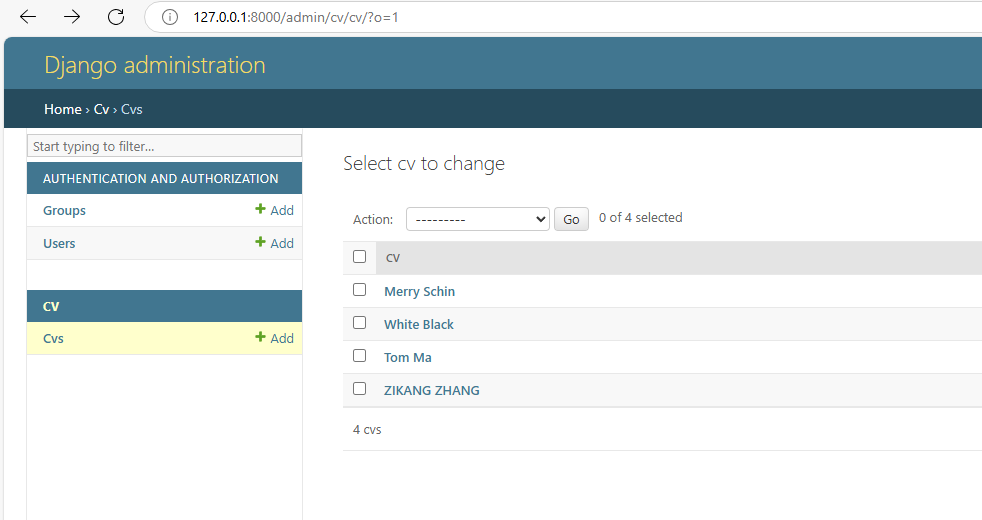 127.0.0.1:8000/admin/cv/cv/?o=1
Django administration
Home › Cv › Cvs
Start typing to filter...
AUTHENTICATION AND AUTHORIZATION
Groups + Add
Users + Add
CV
Cvs + Add
Select cv to change
Action: --------- Go 0 of 4 selected
CV
Merry Schin
White Black
Tom Ma
ZIKANG ZHANG
4 cvs